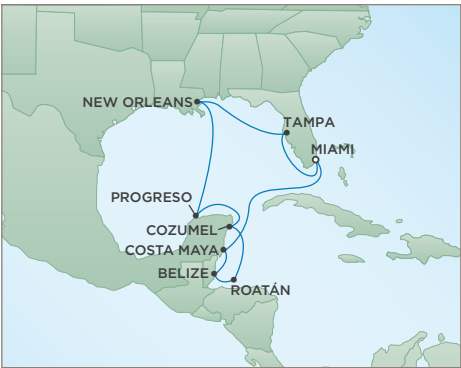 NEW ORLEANS
TAMPA
MIAMI
PROGRESO
COZUMEL
COSTA MAYA
BELIZE
ROATÁN